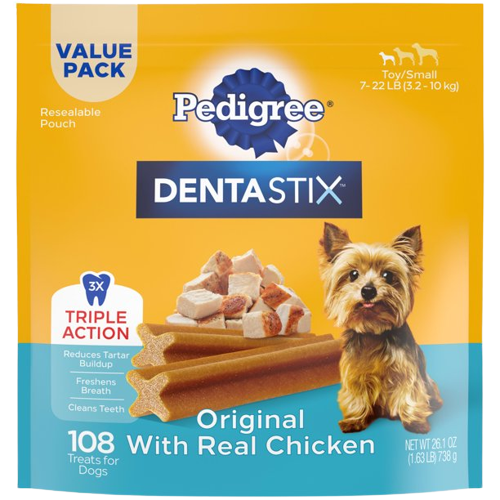 VALUE
PACK
Resealable
Pouch
Toy/Small
7-22 LB (3.2-10 kg)
Pedigree®
DENTASTIX™
3X
TRIPLE
ACTION
Reduces Tartar
Buildup
Freshens
Breath
Cleans Teeth
108
Treats for
Dogs
Original
With Real Chicken
NET WT 26.1 OZ
(1.63 LB) 738 g